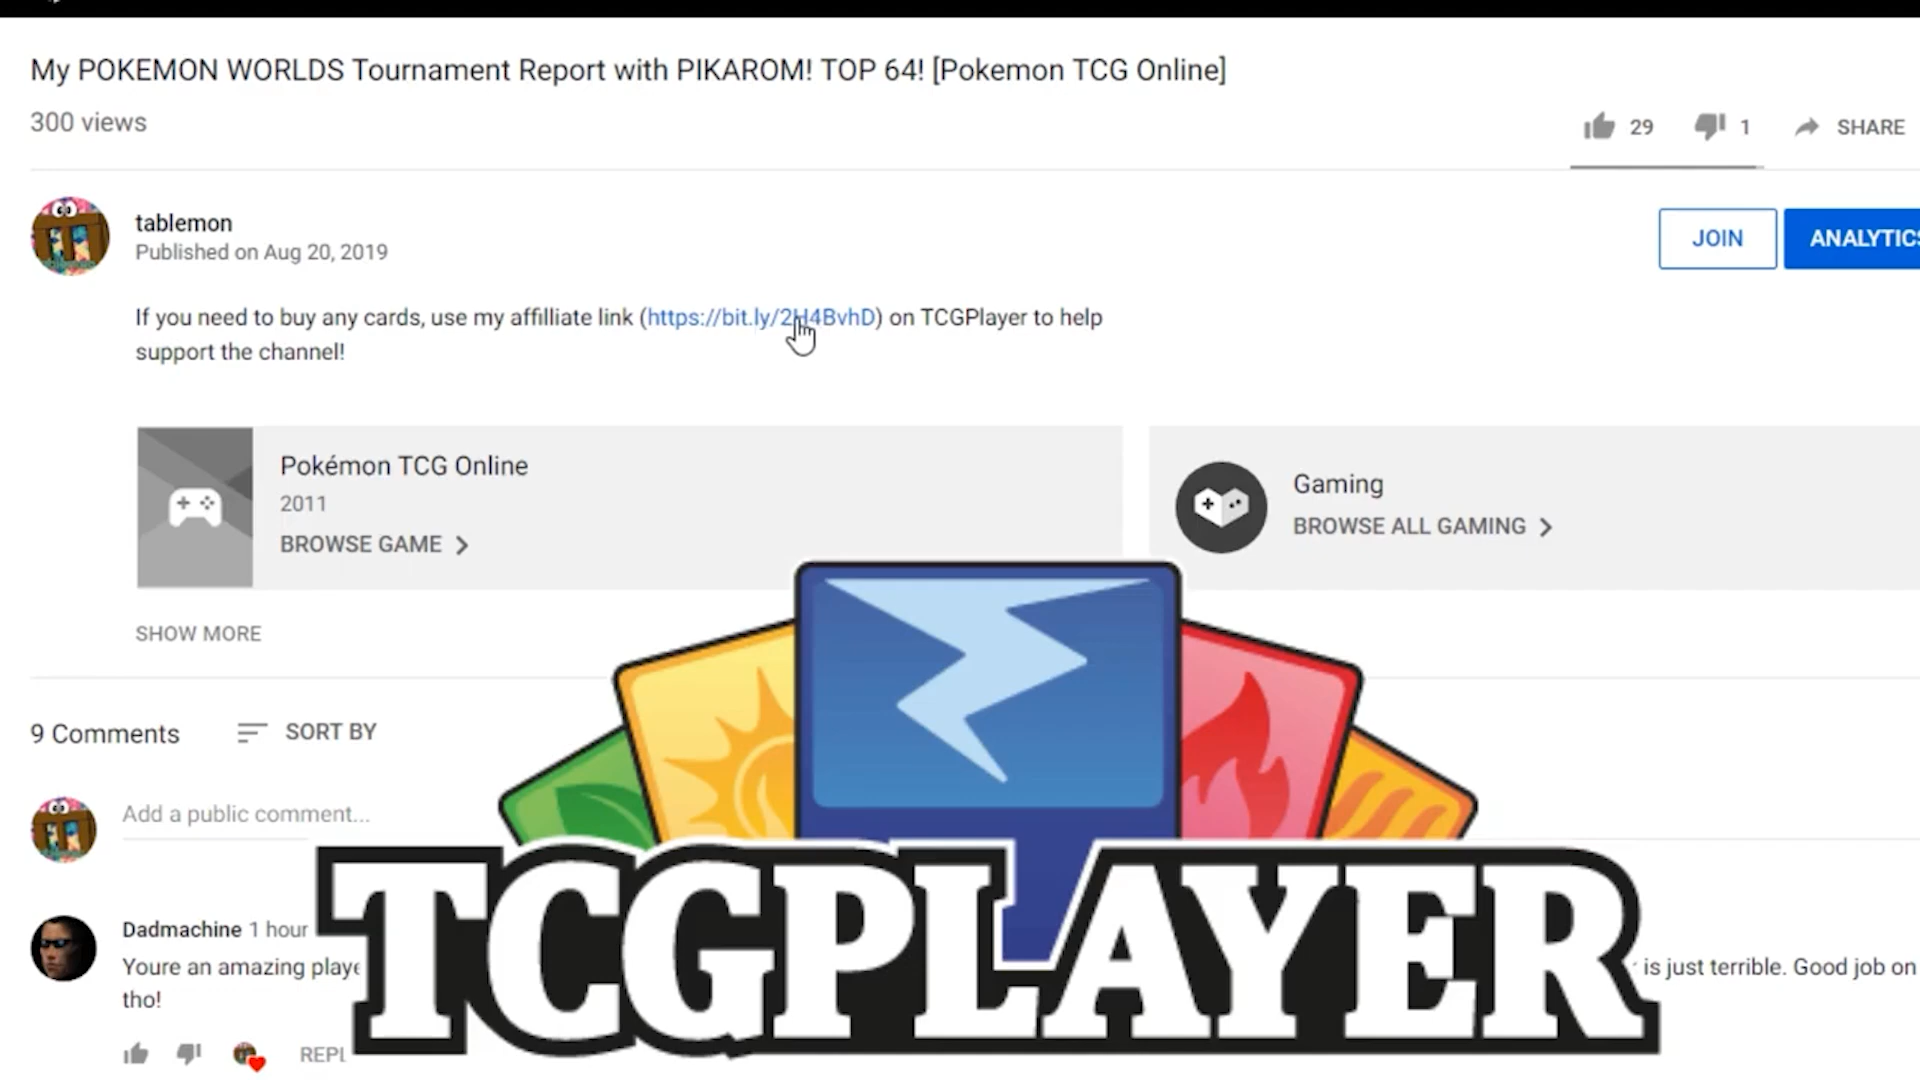 My POKEMON WORLDS Tournament Report with PIKAROM! TOP 64! [Pokemon TCG Online]
300 views
29 1 SHARE
tablemon
Published on Aug 20, 2019
JOIN ANALYTICS
If you need to buy any cards, use my affilliate link (https://bit.ly/2H4BvhD) on TCGPlayer to help
support the channel!
Pokémon TCG Online
2011
BROWSE GAME
Gaming
BROWSE ALL GAMING
SHOW MORE
9 Comments SORT BY
Add a public comment...
TCGPLAYER
Dadmachine 1 hour
Youre an amazing playe is just terrible. Good job on
tho!
REPL